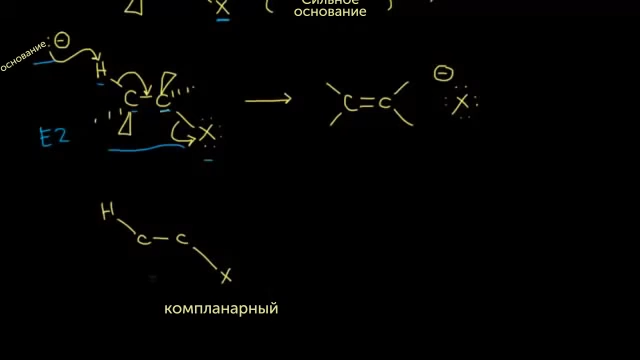 X
Сильное
основание
основание: ⊖
H
C – C
X
E2
C=C
⊖
X
H
C – C
X
компланарный